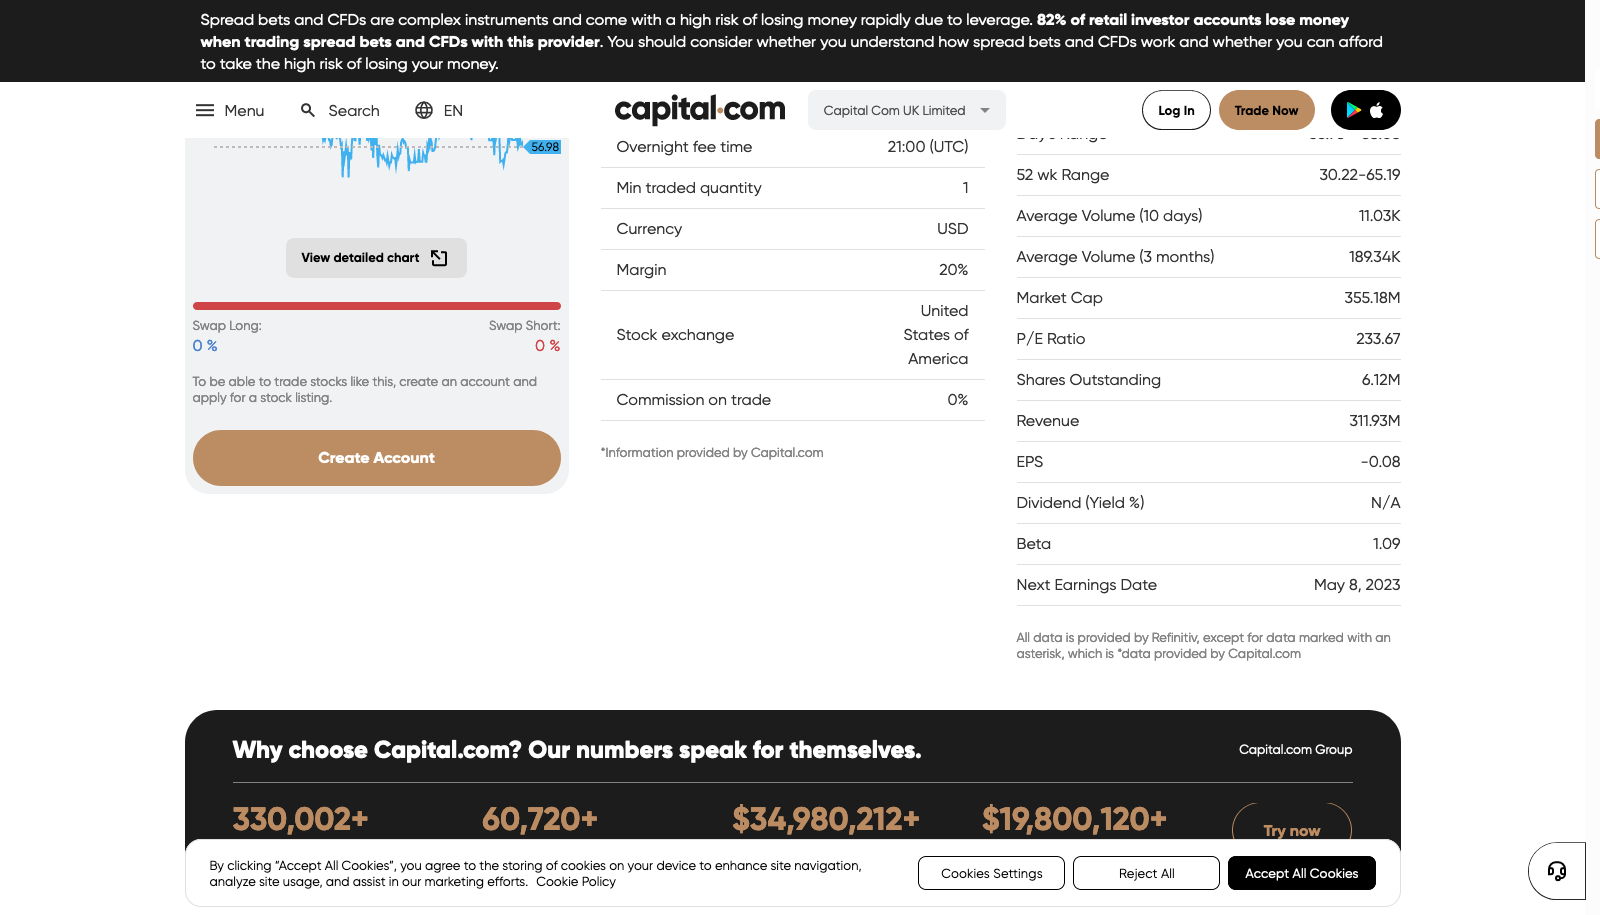 Spread bets and CFDs are complex instruments and come with a high risk of losing money rapidly due to leverage. 82% of retail investor accounts lose money
when trading spread bets and CFDs with this provider. You should consider whether you understand how spread bets and CFDs work and whether you can afford
to take the high risk of losing your money.
Menu
Search
EN
capital.com
Capital Com UK Limited
Log In
Trade Now
56.98
View detailed chart
Swap Long:
Swap Short:
0 %
0 %
To be able to trade stocks like this, create an account and
apply for a stock listing.
Create Account
Overnight fee time 21:00 (UTC)
Min traded quantity 1
Currency USD
Margin 20%
Stock exchange United
States of
America
Commission on trade 0%
*Information provided by Capital.com
52 wk Range 30.22-65.19
Average Volume (10 days) 11.03K
Average Volume (3 months) 189.34K
Market Cap 355.18M
P/E Ratio 233.67
Shares Outstanding 6.12M
Revenue 311.93M
EPS -0.08
Dividend (Yield %) N/A
Beta 1.09
Next Earnings Date May 8, 2023
All data is provided by Refinitiv, except for data marked with an
asterisk, which is *data provided by Capital.com
Why choose Capital.com? Our numbers speak for themselves.
Capital.com Group
330,002+
60,720+
$34,980,212+
$19,800,120+
Try now
By clicking “Accept All Cookies”, you agree to the storing of cookies on your device to enhance site navigation,
analyze site usage, and assist in our marketing efforts. Cookie Policy
Cookies Settings
Reject All
Accept All Cookies